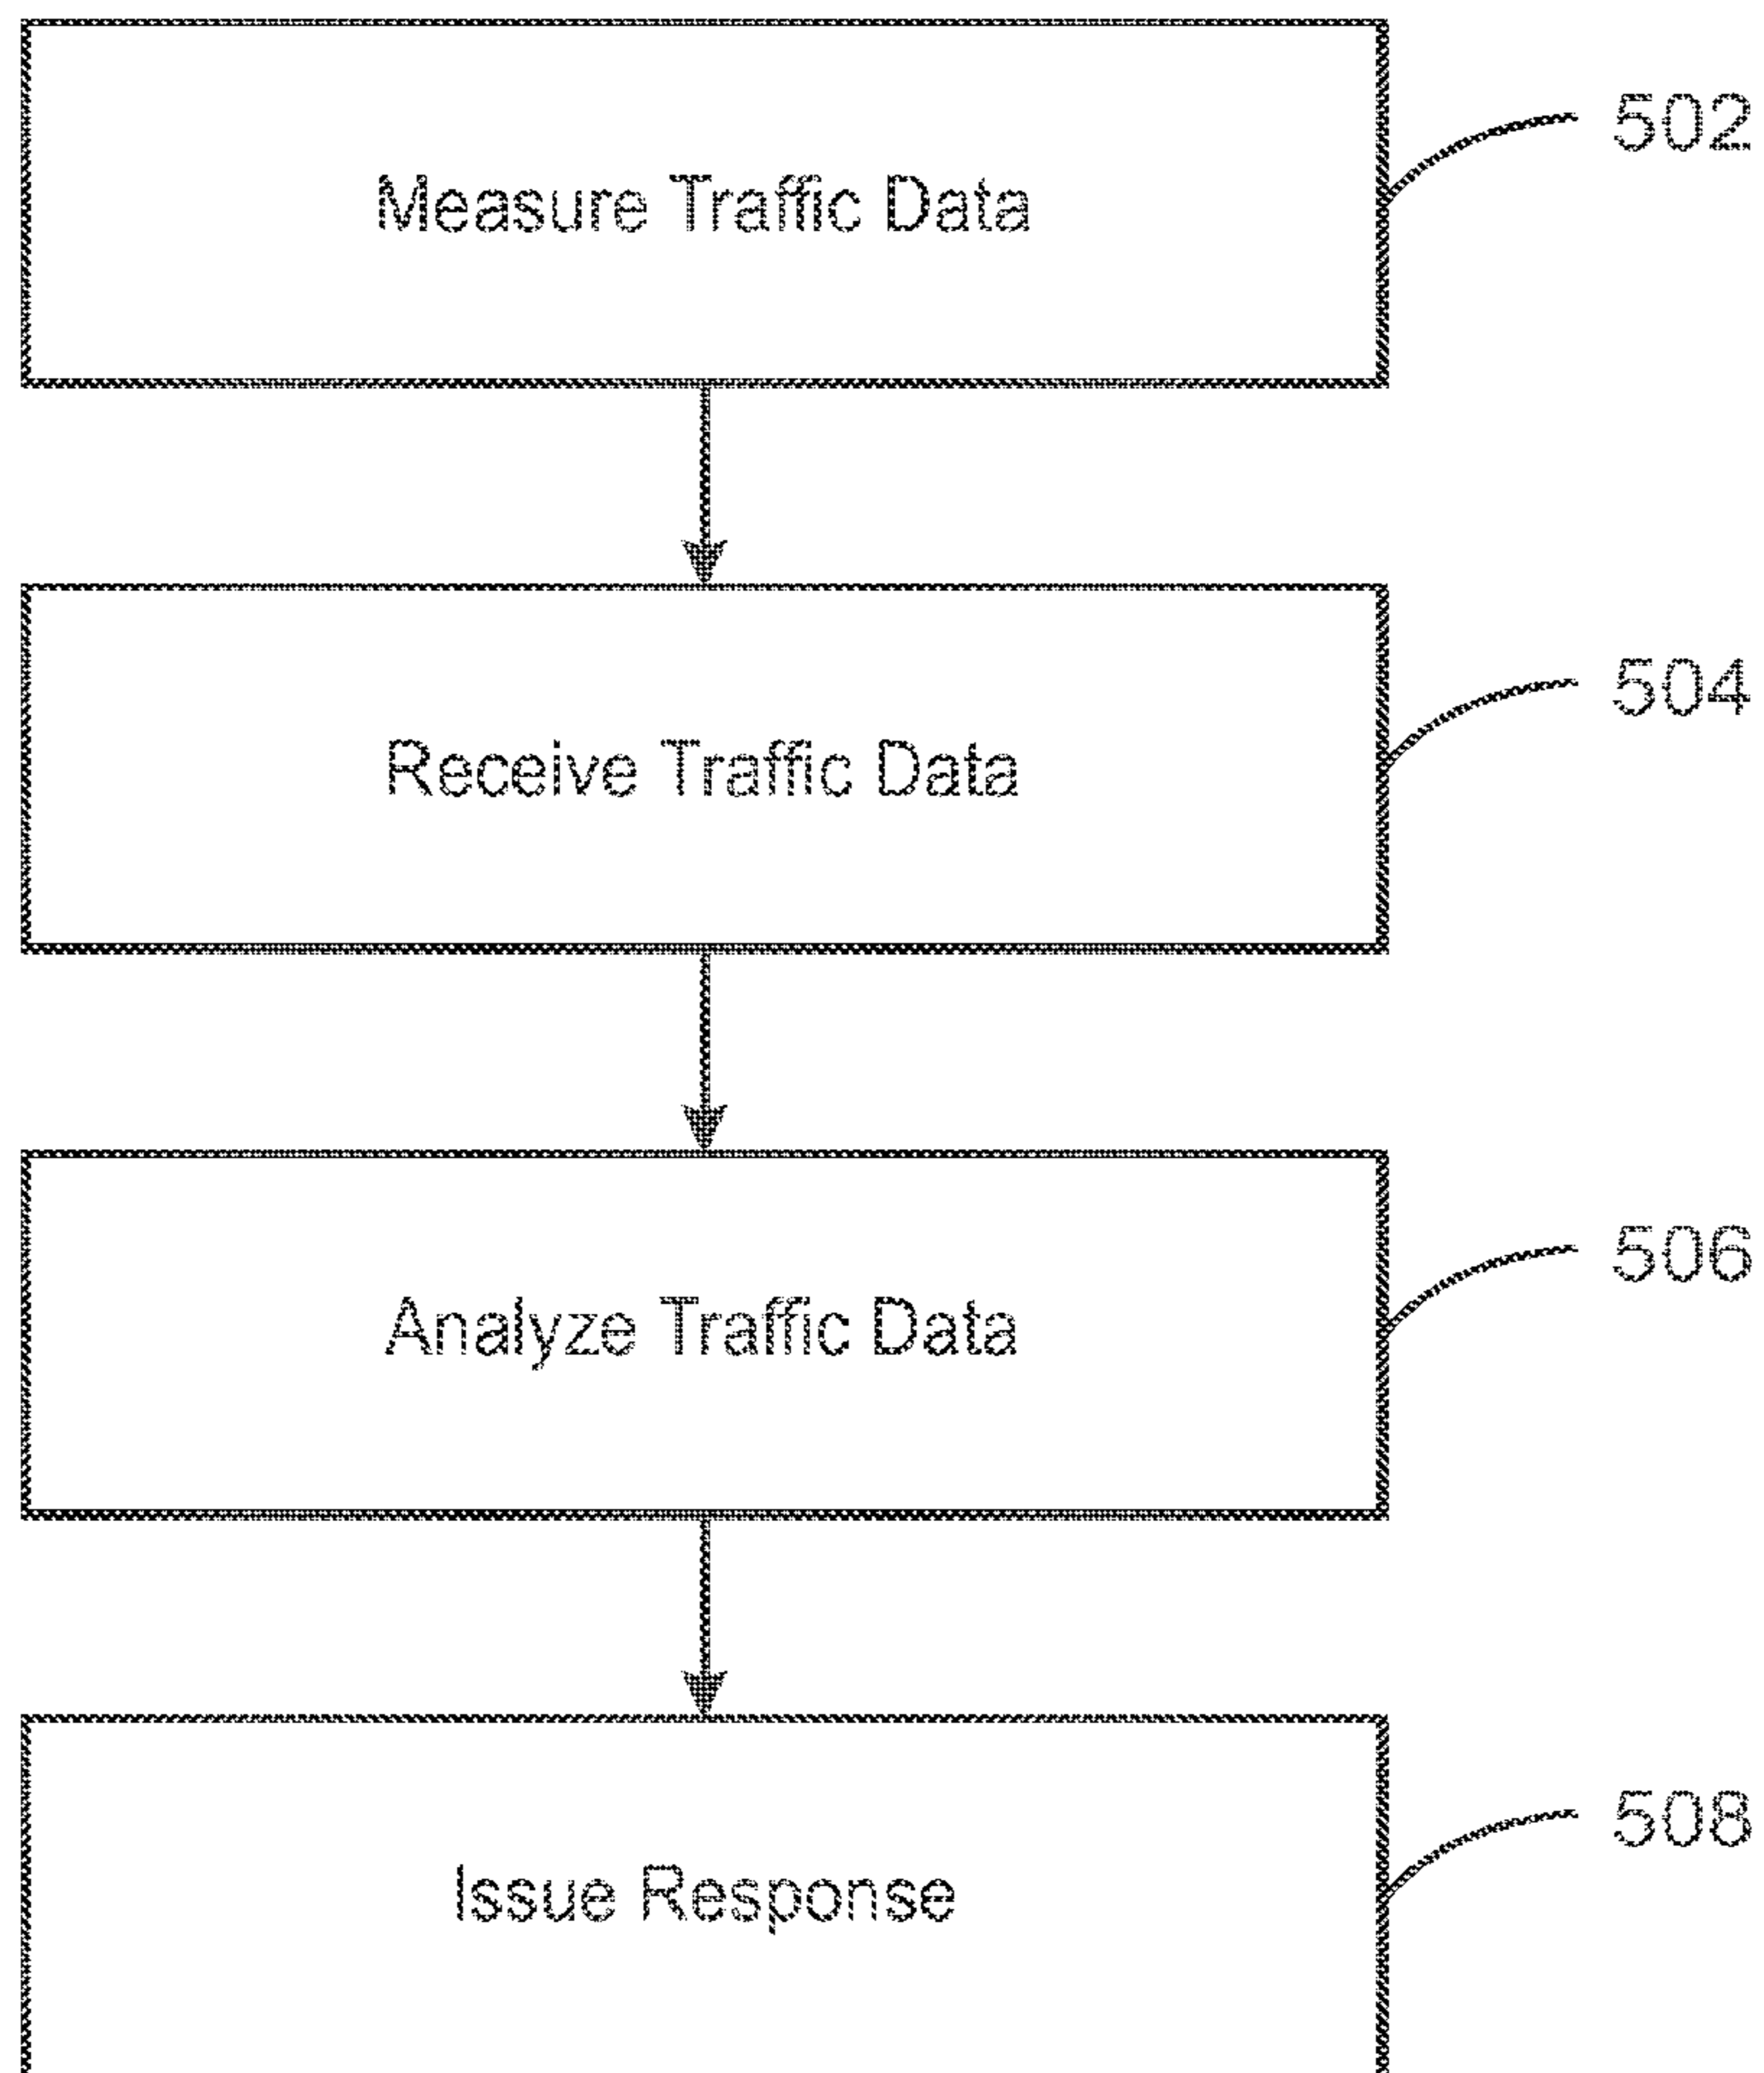 Measure Traffic Data
502
Receive Traffic Data
504
Analyze Traffic Data
506
Issue Response
508